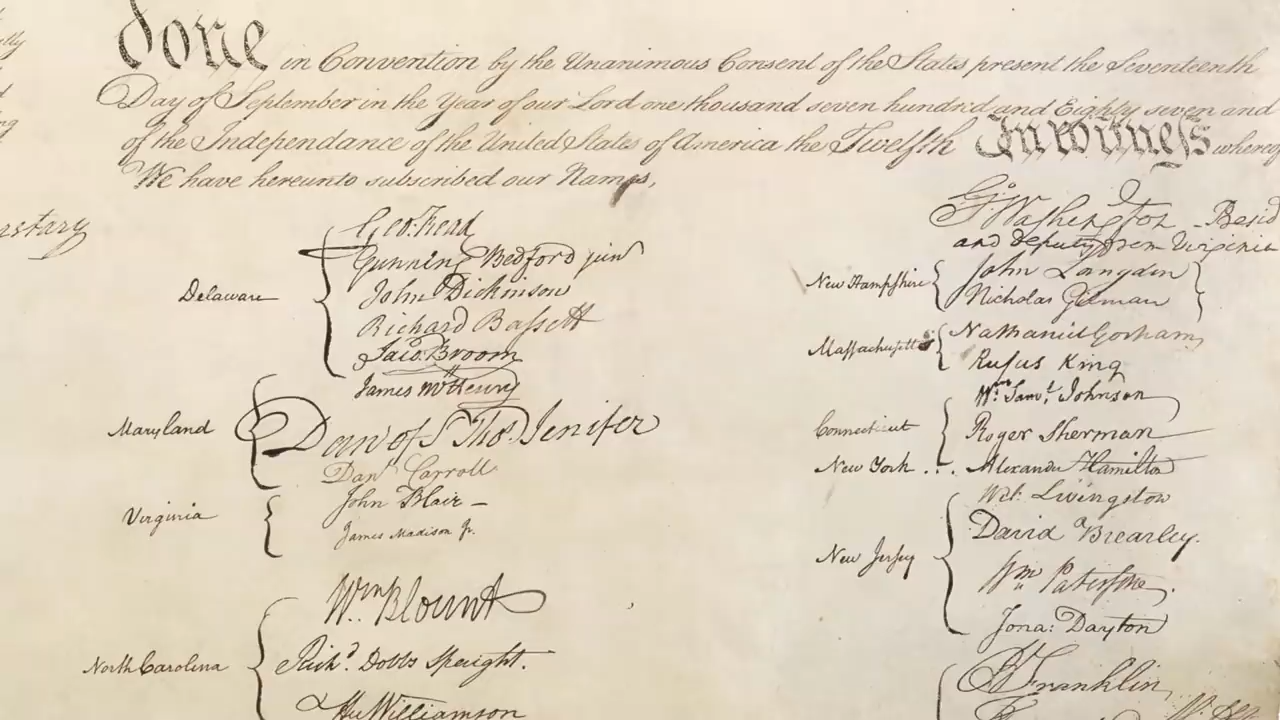 done in Convention by the Unanimous Consent of the States present the Seventeenth
Day of September in the Year of our Lord one thousand seven hundred and Eighty seven and
of the Independance of the United States of America the Twelfth In witness whereof
We have hereunto subscribed our Names,
Geo: Read
Gunning Bedford jun
John Dickinson
Richard Bassett
Jaco: Broom
Delaware
James McHenry
Dan of St Thos. Jenifer
Danl Carroll
Maryland
John Blair —
James Madison Jr.
Virginia
Wm Blount
Richd. Dobbs Spaight.
Hu Williamson
North Carolina
Go Washington — Presid
and deputy from Virginia
New Hampshire
John Langdon
Nicholas Gilman
Massachusetts
Nathaniel Gorham
Rufus King
Connecticut
Wm: Saml. Johnson
Roger Sherman
New York . . . Alexander Hamilton
New Jersey
Wil: Livingston
David Brearley.
Wm Paterson.
Jona: Dayton
B Franklin